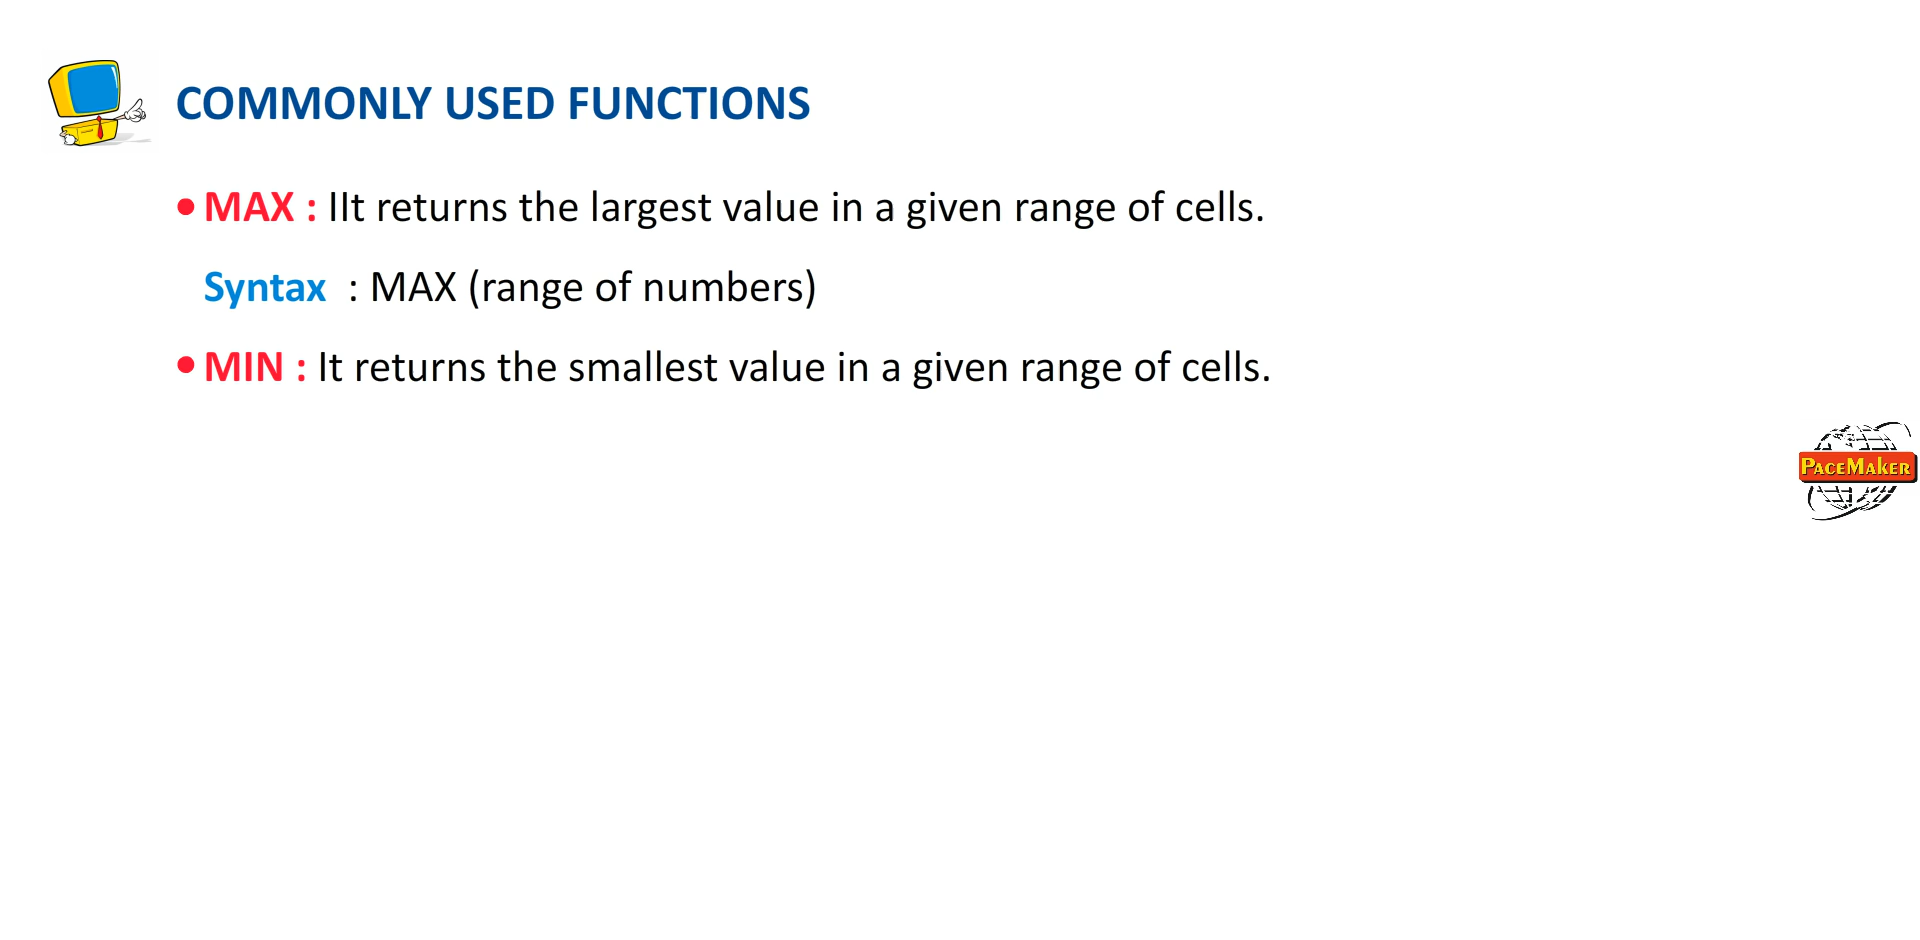 COMMONLY USED FUNCTIONS
• MAX : IIt returns the largest value in a given range of cells.
Syntax : MAX (range of numbers)
• MIN : It returns the smallest value in a given range of cells.
PACEMAKER